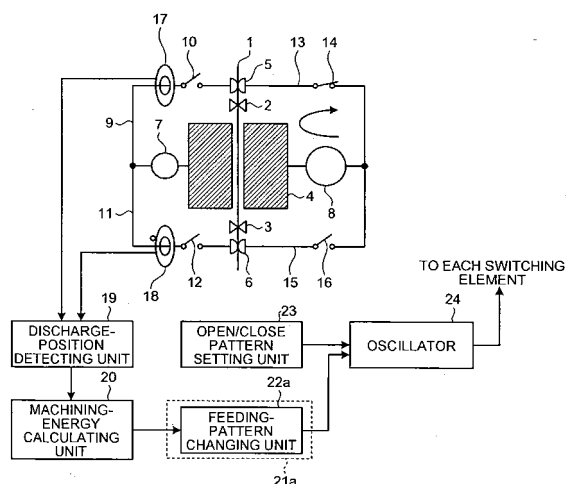 17
10
1
5
13
14
2
9
7
4
8
11
3
12
6
15
16
18
TO EACH SWITCHING
ELEMENT
19
23
24
DISCHARGE-
POSITION
DETECTING UNIT
OPEN/CLOSE
PATTERN
SETTING UNIT
OSCILLATOR
20
22a
MACHINING-
ENERGY
CALCULATING
UNIT
FEEDING-
PATTERN
CHANGING UNIT
21a